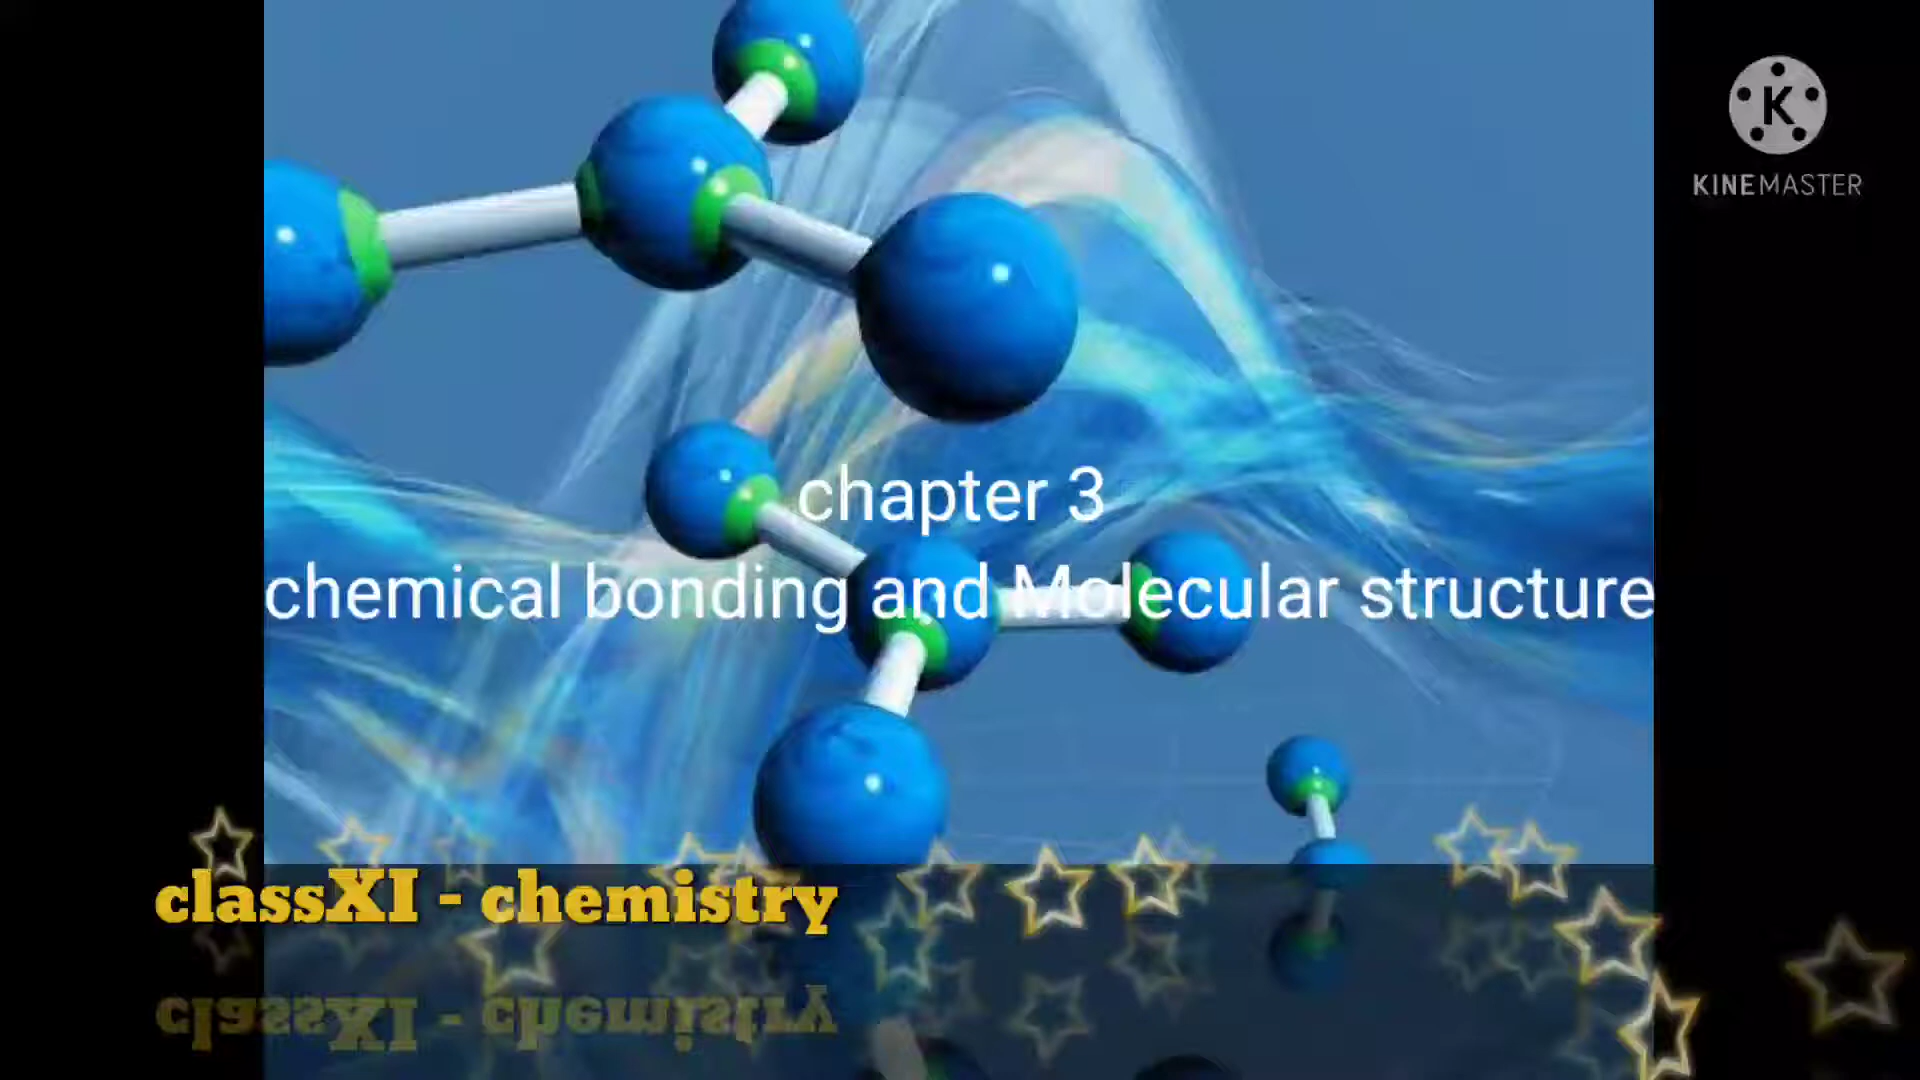 K
KINEMASTER
chapter 3
chemical bonding and Molecular structure
classXI - chemistry